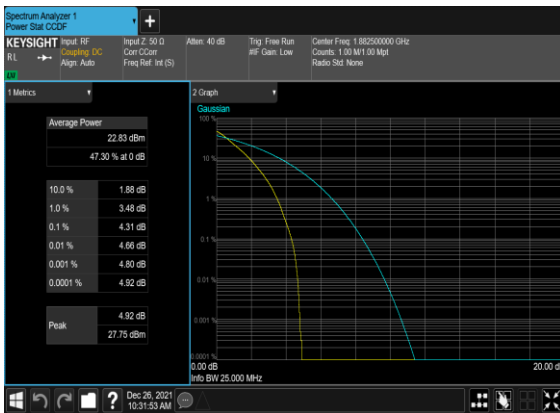 Spectrum Analyzer 1
Power Stat CCDF
KEYSIGHT
RL
LV
Input: RF
Coupling: DC
Align: Auto
Input Z: 50 Ω
Corr CCorr
Freq Ref: Int (S)
Atten: 40 dB
Trig: Free Run
#IF Gain: Low
Center Freq: 1.882500000 GHz
Counts: 1.00 M/1.00 Mpt
Radio Std: None
1 Metrics
Average Power
22.83 dBm
47.30 % at 0 dB
10.0 % 1.88 dB
1.0 % 3.48 dB
0.1 % 4.31 dB
0.01 % 4.66 dB
0.001 % 4.80 dB
0.0001 % 4.92 dB
Peak
4.92 dB
27.75 dBm
2 Graph
Gaussian
100 %
10 %
1 %
0.1 %
0.01 %
0.001 %
0.0001 %
0.00 dB
20.00 d
Info BW 25.000 MHz
?
Dec 26, 2021
10:31:53 AM